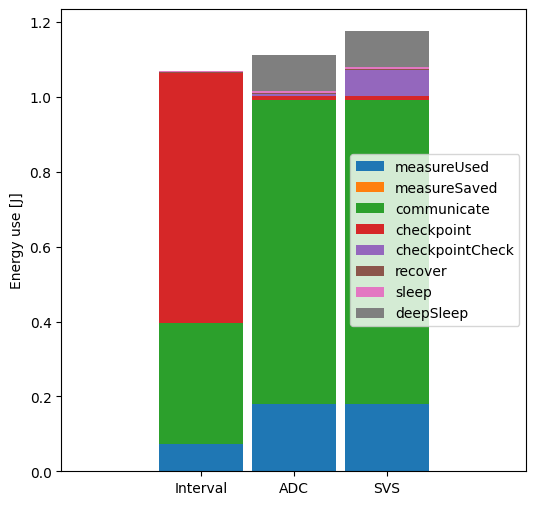 1.2
1.0
0.8
0.6
0.4
0.2
0.0
Energy use [J]
Interval
ADC
SVS
measureUsed
measureSaved
communicate
checkpoint
checkpointCheck
recover
sleep
deepSleep